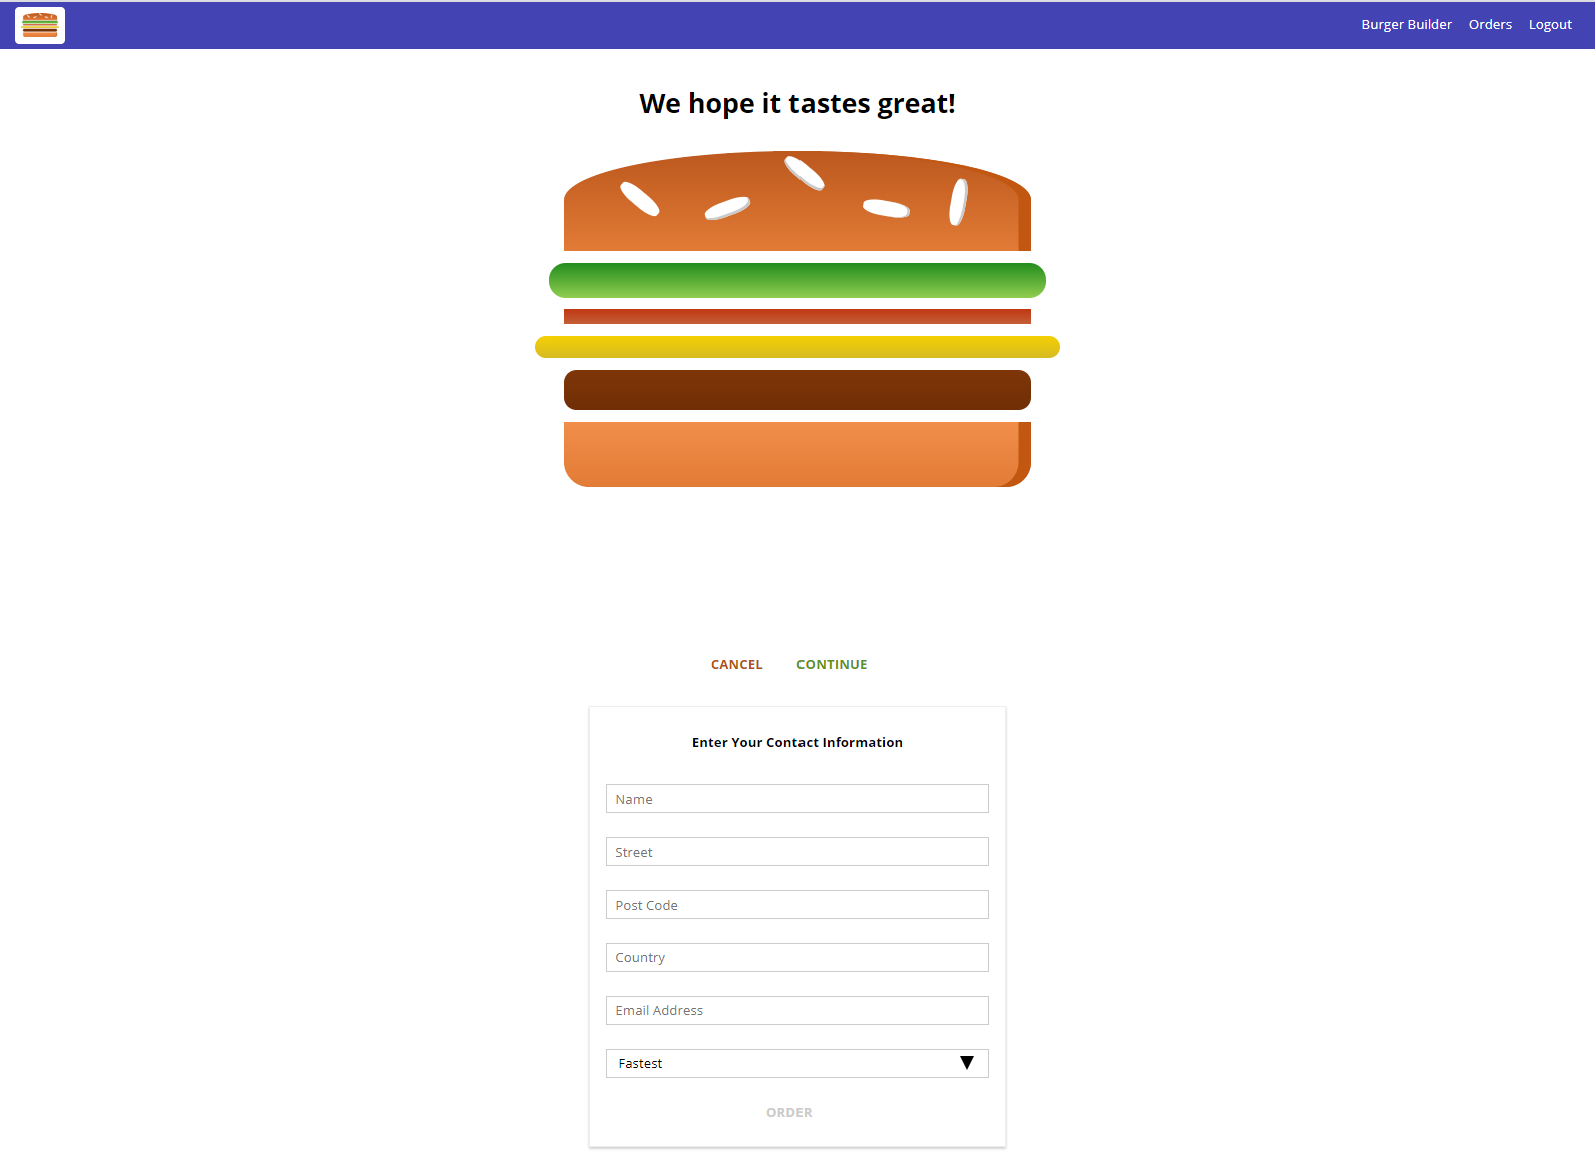 Burger Builder Orders Logout
We hope it tastes great!
CANCEL CONTINUE
Enter Your Contact Information
Name
Street
Post Code
Country
Email Address
Fastest
ORDER